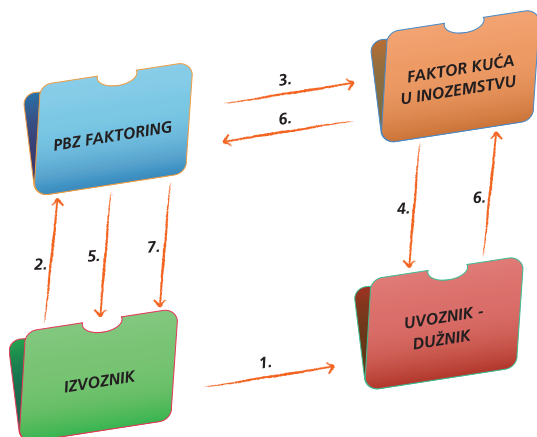 PBZ FAKTORING
3.
6.
FAKTOR KUĆA
U INOZEMSTVU
2.
5.
7.
4.
6.
IZVOZNIK
1.
UVOZNIK -
DUŽNIK